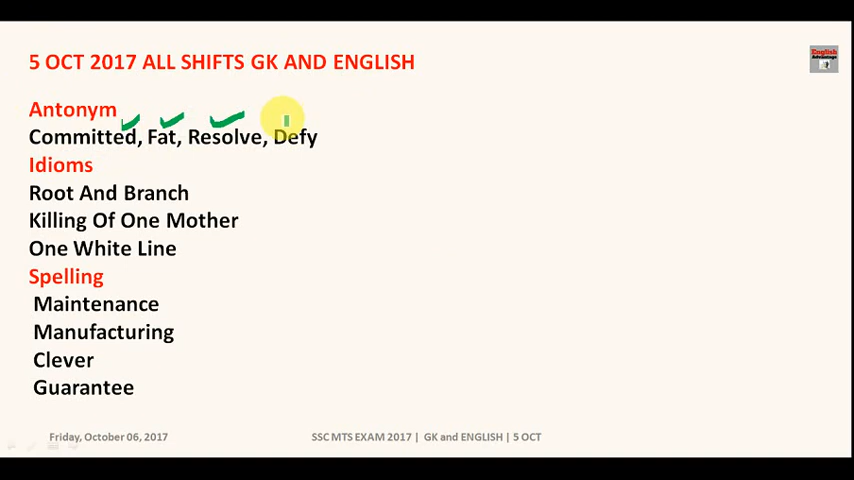 5 OCT 2017 ALL SHIFTS GK AND ENGLISH
English
Advantage
Antonym
Committed, Fat, Resolve, Defy
Idioms
Root And Branch
Killing Of One Mother
One White Line
Spelling
Maintenance
Manufacturing
Clever
Guarantee
Friday, October 06, 2017 SSC MTS EXAM 2017 | GK and ENGLISH | 5 OCT